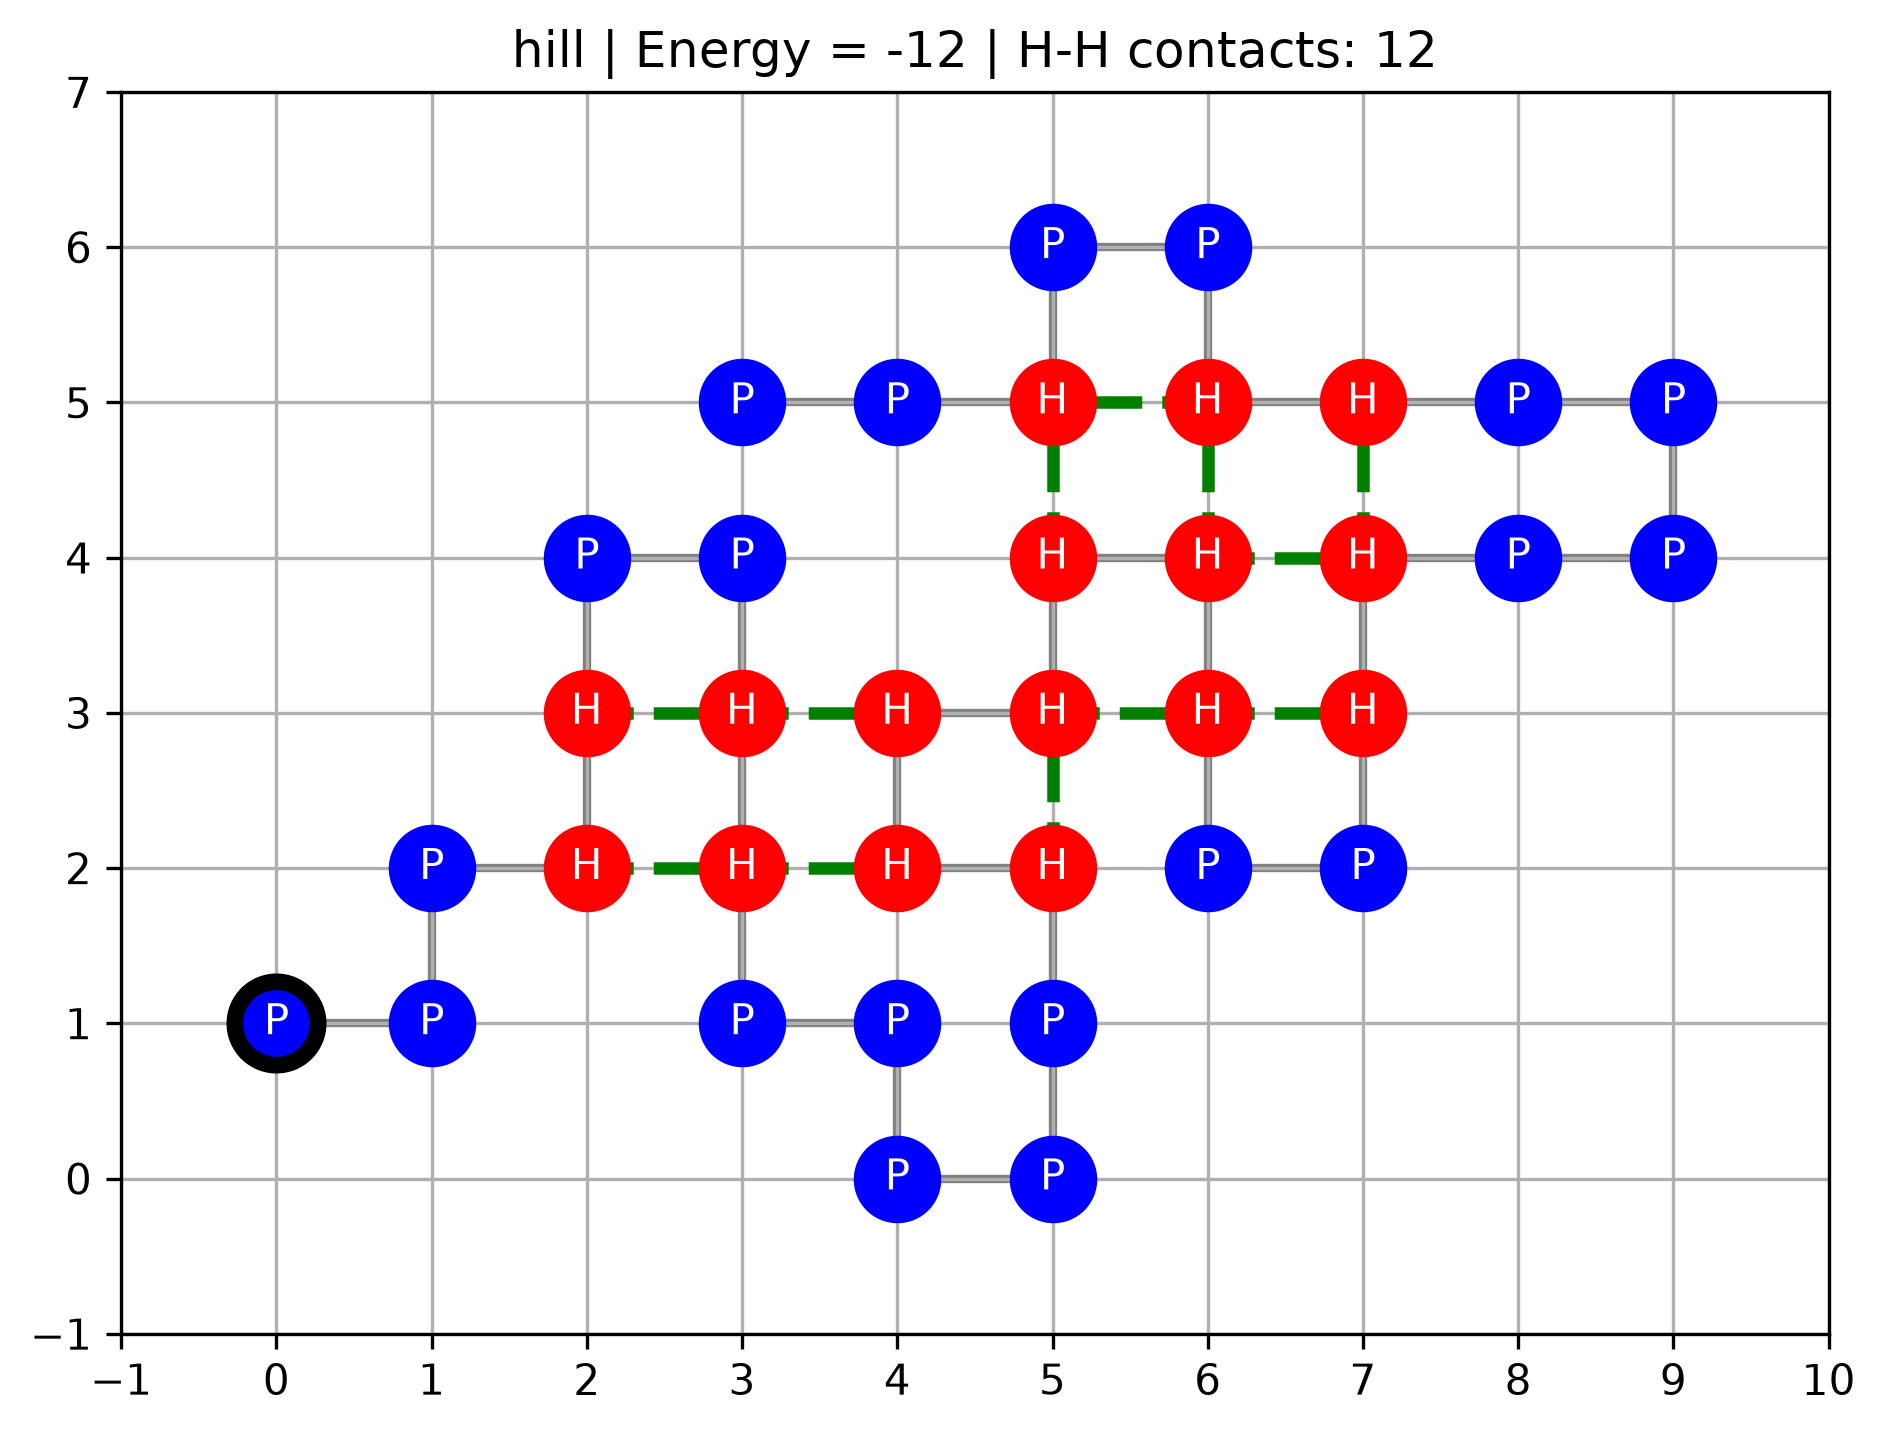 hill | Energy = -12 | H-H contacts: 12
7
6 P P
5 P P H H H P P
4 P P H H H P P
3 H H H H H H
2 P H H H H P P
1 P P P P P
0 P P
−1
−1 0 1 2 3 4 5 6 7 8 9 10